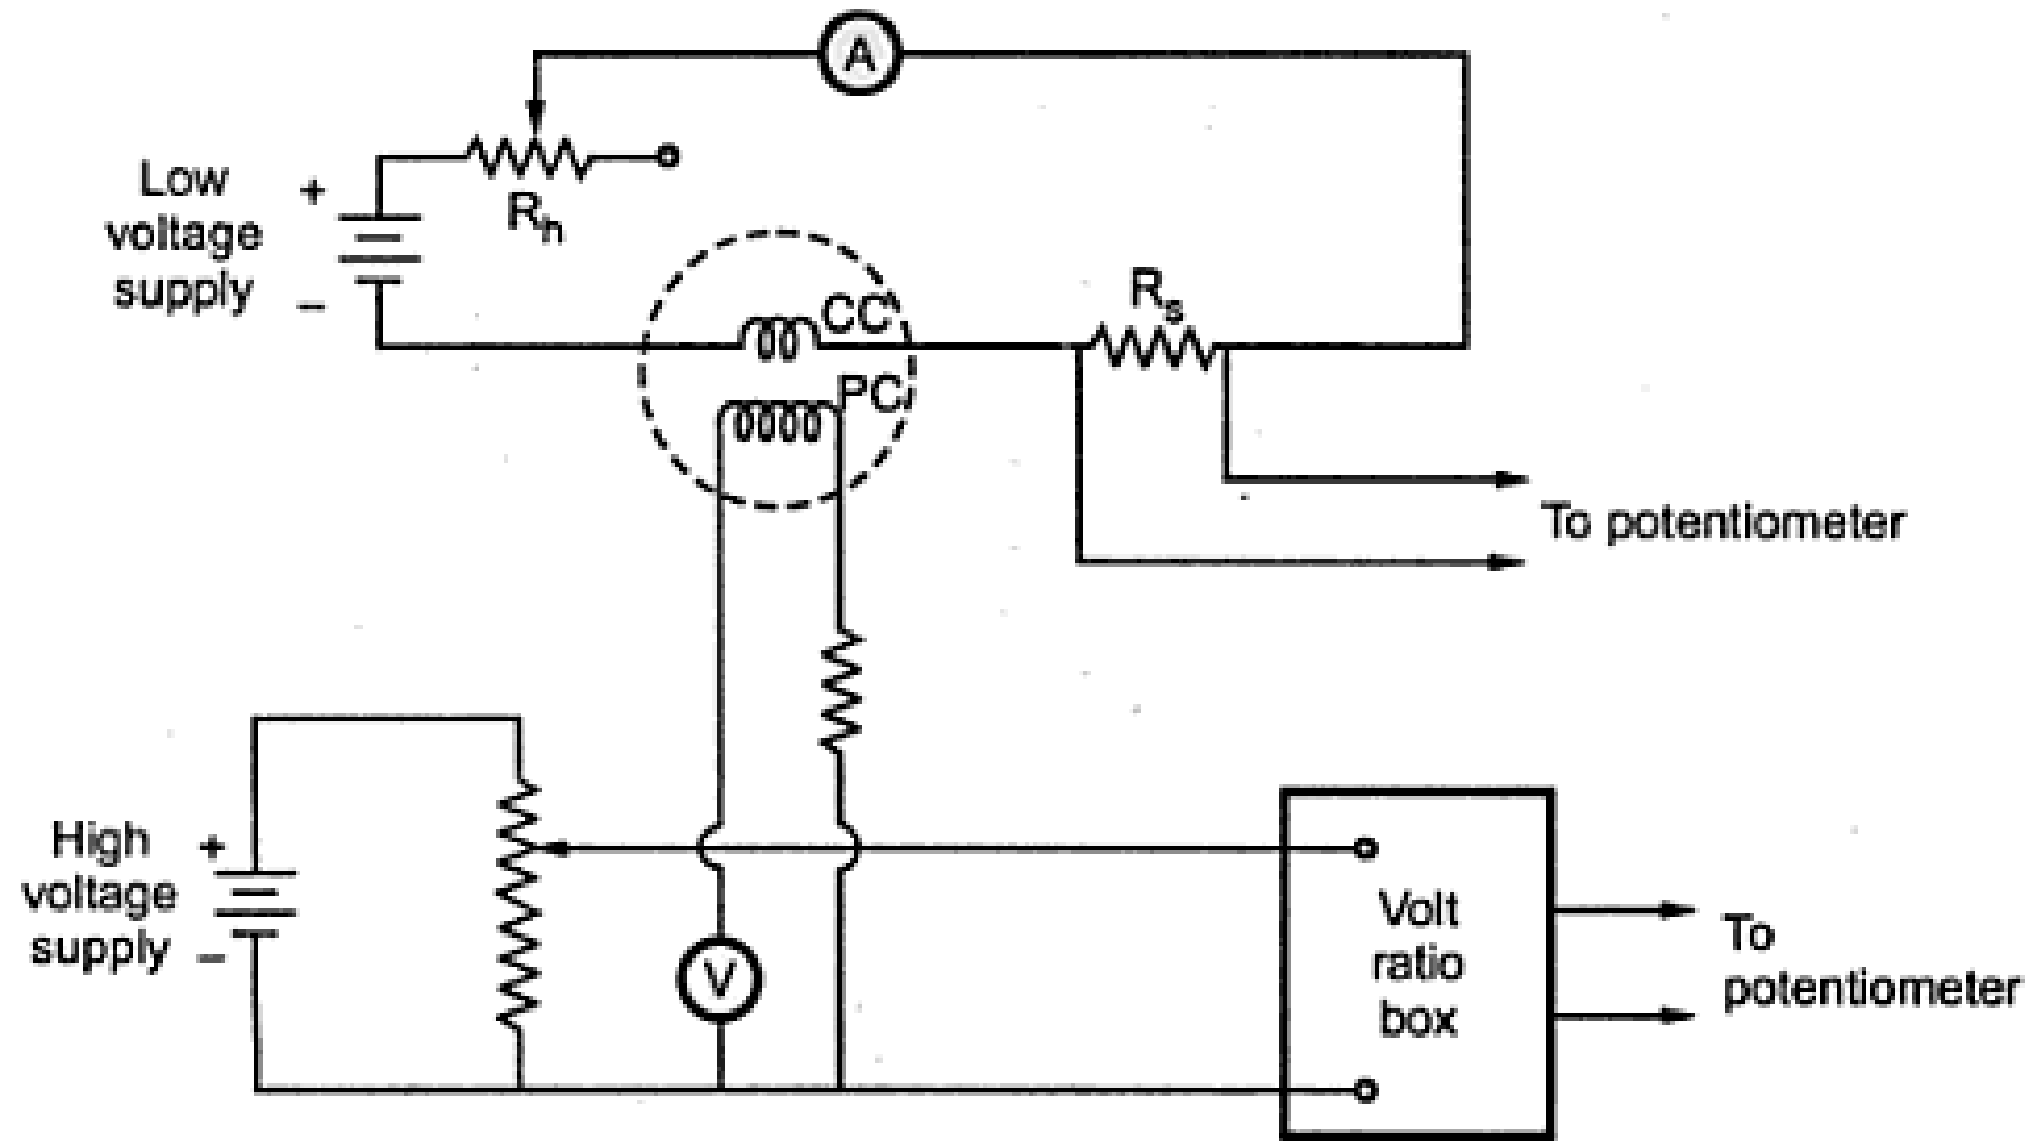 A
Low
voltage
supply
+
−
Rh
CC
PC
Rs
To potentiometer
High
voltage
supply
+
−
V
Volt
ratio
box
To
potentiometer